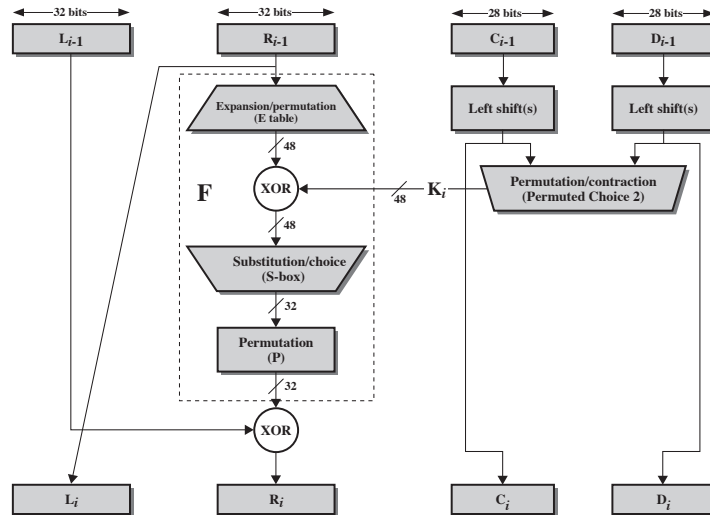 32 bits
32 bits
28 bits
28 bits
Li-1
Ri-1
Ci-1
Di-1
Expansion/permutation
(E table)
Left shift(s)
Left shift(s)
48
F
XOR
48
Ki
Permutation/contraction
(Permuted Choice 2)
48
Substitution/choice
(S-box)
32
Permutation
(P)
32
XOR
Li
Ri
Ci
Di